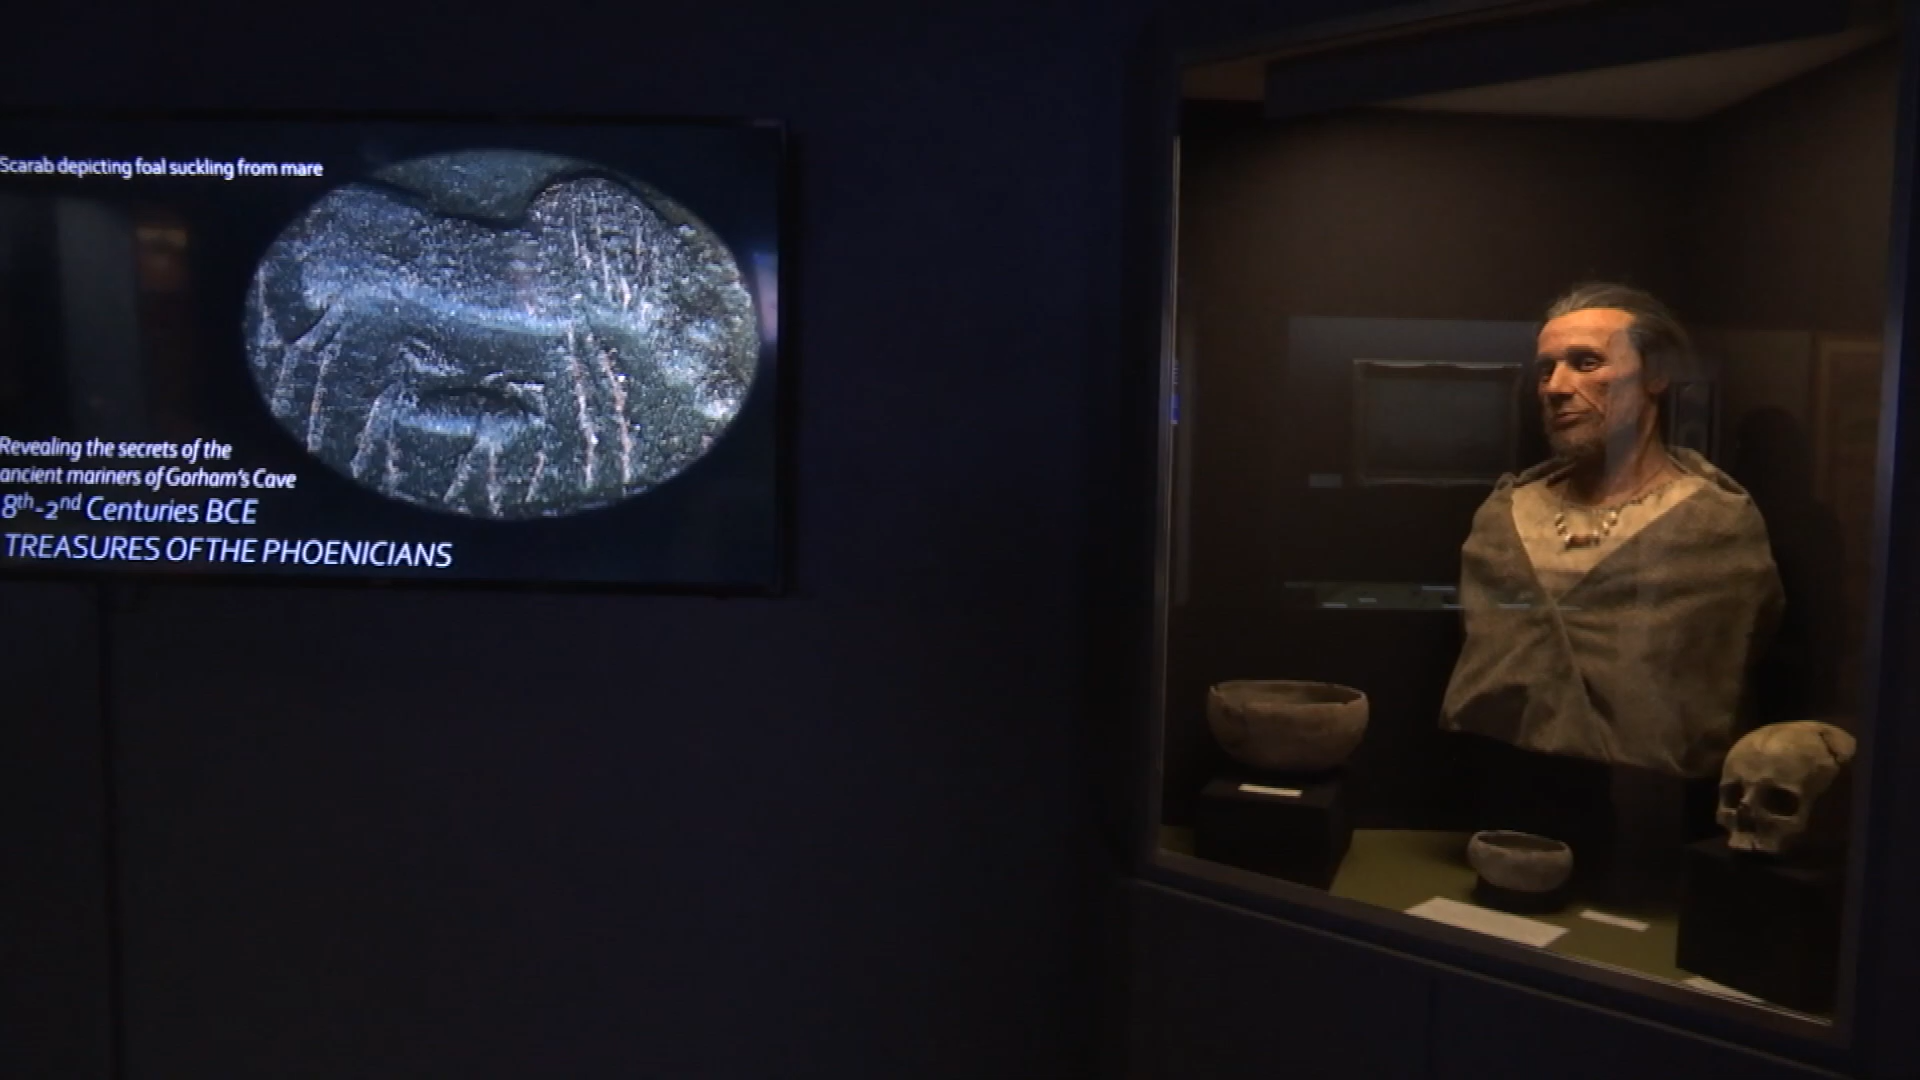 Scarab depicting foal suckling from mare
Revealing the secrets of the
ancient mariners of Gorham's Cave
8th-2nd Centuries BCE
TREASURES OF THE PHOENICIANS